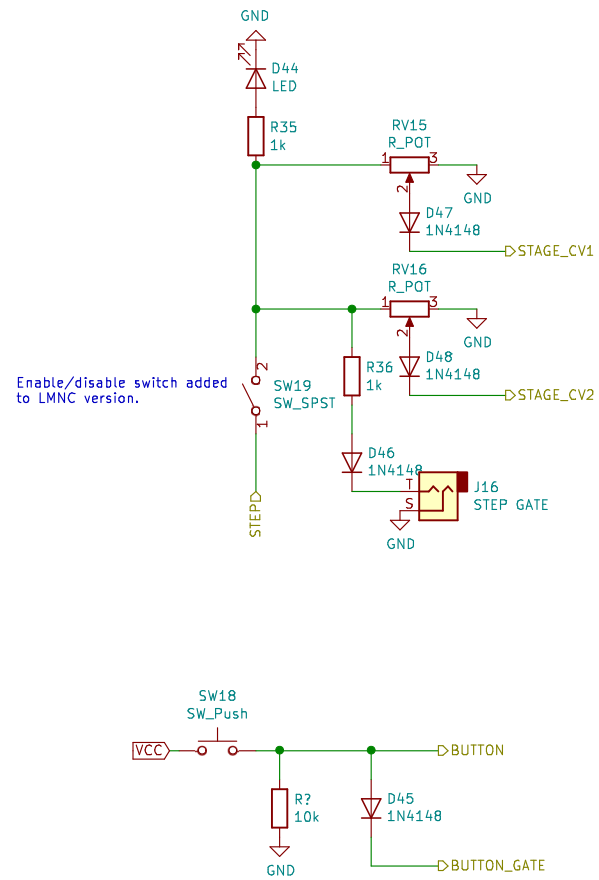 GND
D44
LED
R35
1k
RV15
R_POT
1
3
2
GND
D47
1N4148
STAGE_CV1
RV16
R_POT
1
3
2
GND
D48
1N4148
STAGE_CV2
R36
1k
Enable/disable switch added
to LMNC version.
2
SW19
SW_SPST
1
D46
1N4148
T
S
J16
STEP GATE
GND
STEP
SW18
SW_Push
VCC
BUTTON
R?
10k
GND
D45
1N4148
BUTTON_GATE